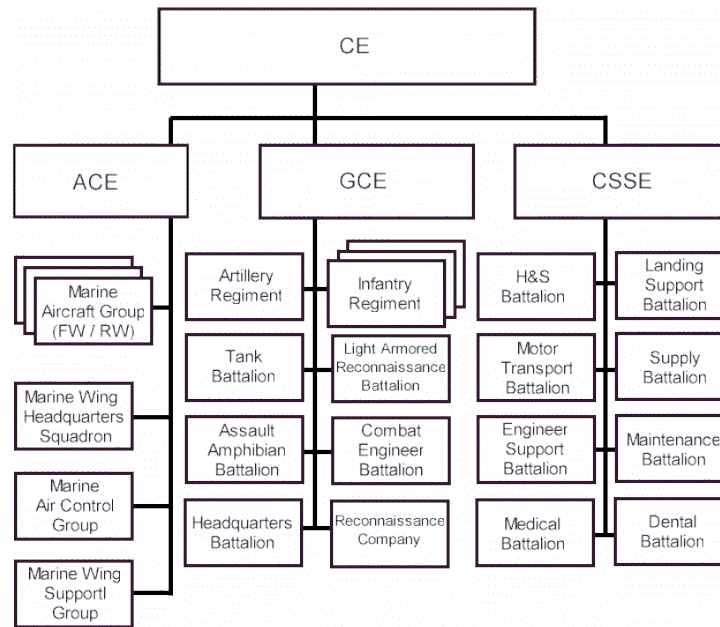 CE
ACE
GCE
CSSE
Marine
Aircraft Group
(FW / RW)
Marine Wing
Headquarters
Squadron
Marine
Air Control
Group
Marine Wing
Supportl
Group
Artillery
Regiment
Infantry
Regiment
Tank
Battalion
Light Armored
Reconnaissance
Battalion
Assault
Amphibian
Battalion
Combat
Engineer
Battalion
Headquarters
Battalion
Reconnaissance
Company
H&S
Battalion
Landing
Support
Battalion
Motor
Transport
Battalion
Supply
Battalion
Engineer
Support
Battalion
Maintenance
Battalion
Medical
Battalion
Dental
Battalion